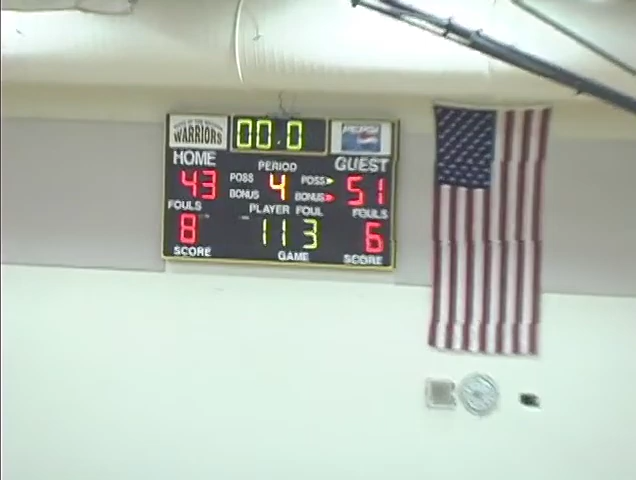 WARRIORS
00.0
PEPSI
HOME
PERIOD
GUEST
43
POSS
4
POSS
51
BONUS
BONUS
FOULS
PLAYER FOUL
FOULS
8
11 3
6
SCORE
GAME
SCORE